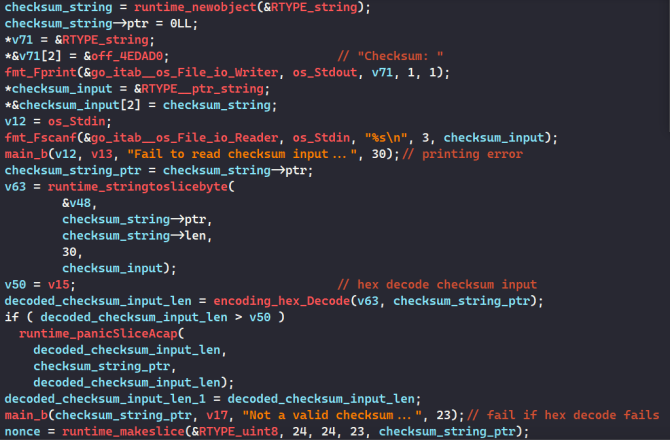 checksum_string = runtime_newobject(&RTYPE_string);
checksum_string→ptr = 0LL;
*v71 = &RTYPE_string;
*&v71[2] = &off_4EDAD0; // "Checksum: "
fmt_Fprint(&go_itab__os_File_io_Writer, os_Stdout, v71, 1, 1);
*checksum_input = &RTYPE__ptr_string;
*&checksum_input[2] = checksum_string;
v12 = os_Stdin;
fmt_Fscanf(&go_itab__os_File_io_Reader, os_Stdin, "%s\n", 3, checksum_input);
main_b(v12, v13, "Fail to read checksum input...", 30);// printing error
checksum_string_ptr = checksum_string→ptr;
v63 = runtime_stringtoslicebyte(
&v48,
checksum_string→ptr,
checksum_string→len,
30,
checksum_input);
v50 = v15; // hex decode checksum input
decoded_checksum_input_len = encoding_hex_Decode(v63, checksum_string_ptr);
if ( decoded_checksum_input_len > v50 )
runtime_panicSliceAcap(
decoded_checksum_input_len,
checksum_string_ptr,
decoded_checksum_input_len);
decoded_checksum_input_len_1 = decoded_checksum_input_len;
main_b(checksum_string_ptr, v17, "Not a valid checksum...", 23);// fail if hex decode fails
nonce = runtime_makeslice(&RTYPE_uint8, 24, 24, 23, checksum_string_ptr);